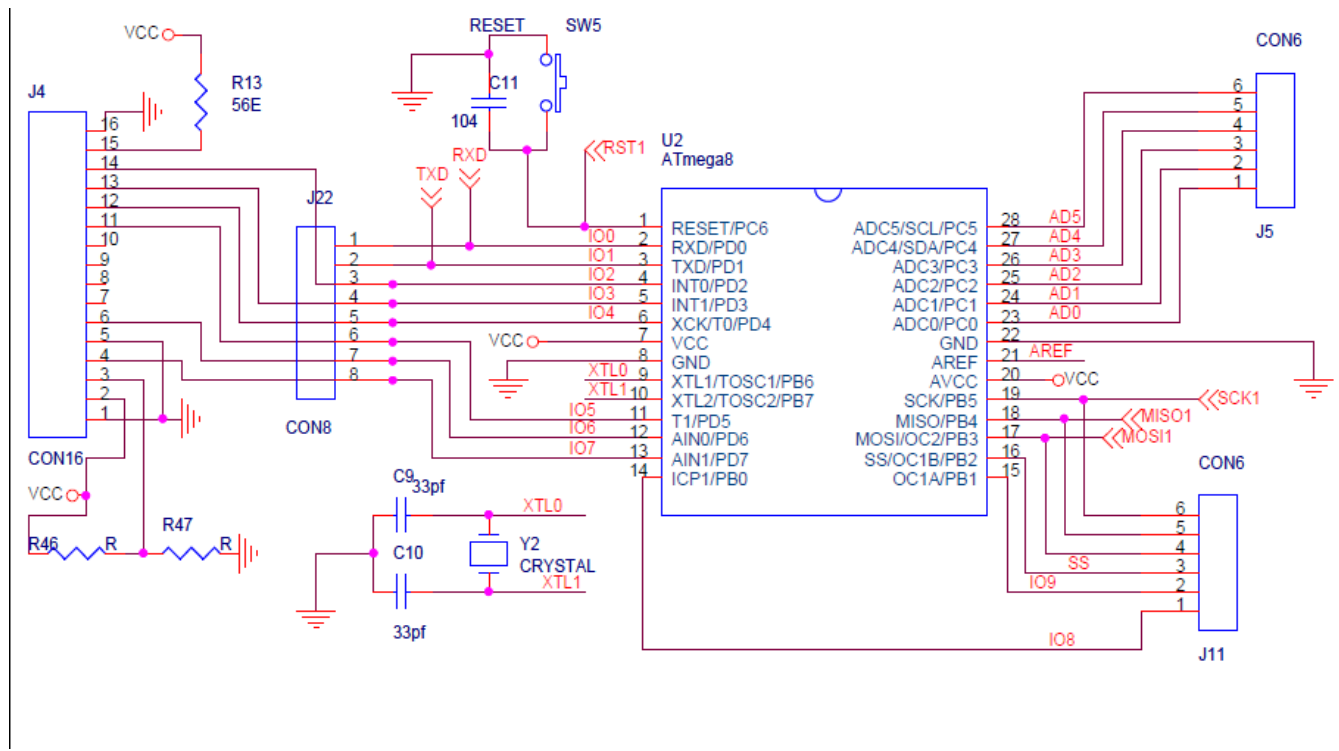 VCC
R13
56E
J4
16
15
14
13
12
11
10
9
8
7
6
5
4
3
2
1
CON16
VCC
R46
R
R47
R
RESET
SW5
C11
104
TXD
RXD
RST1
J22
1
2
3
4
5
6
7
8
CON8
IO0
IO1
IO2
IO3
IO4
VCC
XTL0
XTL1
IO5
IO6
IO7
U2
ATmega8
1 RESET/PC6
2 RXD/PD0
3 TXD/PD1
4 INT0/PD2
5 INT1/PD3
6 XCK/T0/PD4
7 VCC
8 GND
9 XTL1/TOSC1/PB6
10 XTL2/TOSC2/PB7
11 T1/PD5
12 AIN0/PD6
13 AIN1/PD7
14 ICP1/PB0
ADC5/SCL/PC5 28
ADC4/SDA/PC4 27
ADC3/PC3 26
ADC2/PC2 25
ADC1/PC1 24
ADC0/PC0 23
GND 22
AREF 21
AVCC 20
SCK/PB5 19
MISO/PB4 18
MOSI/OC2/PB3 17
SS/OC1B/PB2 16
OC1A/PB1 15
AD5
AD4
AD3
AD2
AD1
AD0
AREF
VCC
SCK1
MISO1
MOSI1
CON6
6
5
4
3
2
1
J5
CON6
6
5
4
3
2
1
J11
SS
IO9
IO8
C9
33pf
C10
33pf
XTL0
Y2
CRYSTAL
XTL1